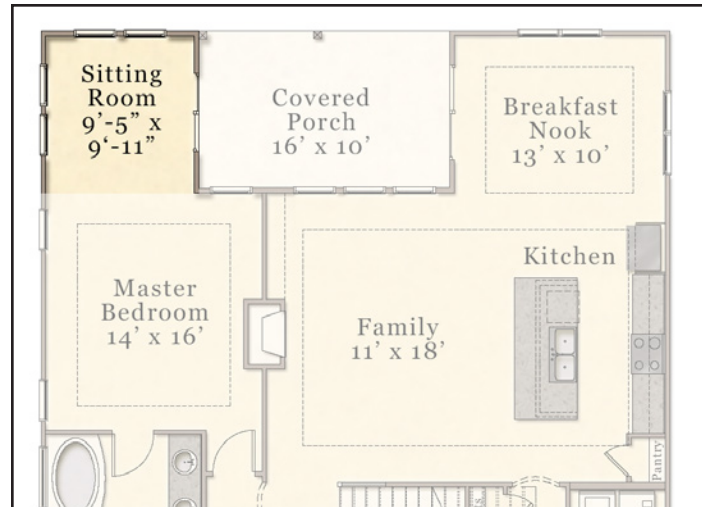 Sitting
Room
9’-5” x
9‘-11”
Covered
Porch
16’ x 10’
Breakfast
Nook
13’ x 10’
Kitchen
Master
Bedroom
14’ x 16’
Family
11’ x 18’
Pantry